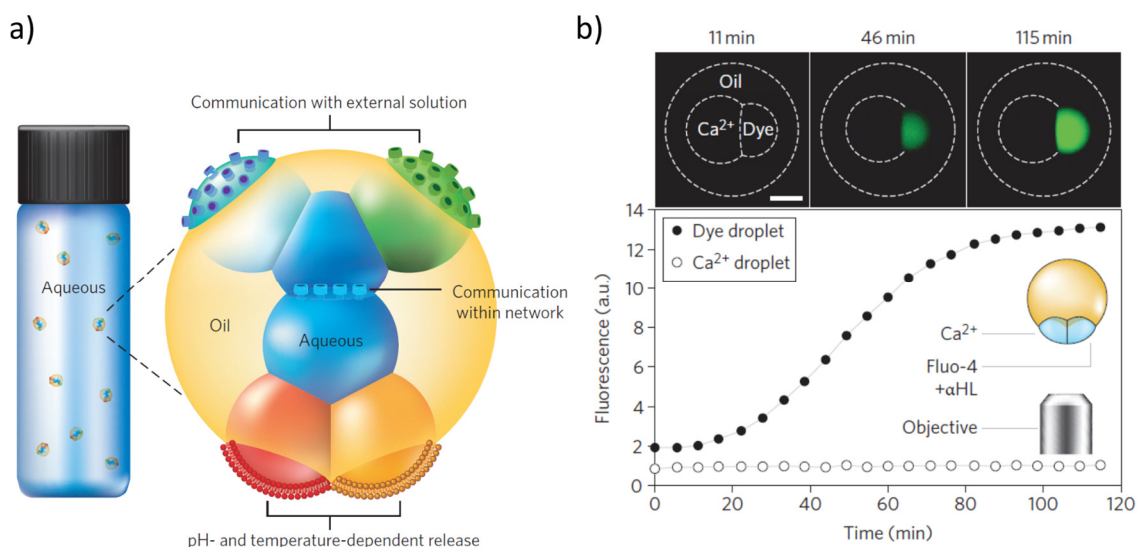 a)
Communication with external solution
Aqueous
Oil
Aqueous
Communication
within network
pH- and temperature-dependent release
b)
11 min
46 min
115 min
Oil
Ca²⁺
Dye
14
12
10
8
6
4
2
0
Fluorescence (a.u.)
Dye droplet
Ca²⁺ droplet
Ca²⁺
Fluo-4
+αHL
Objective
0
20
40
60
80
100
120
Time (min)